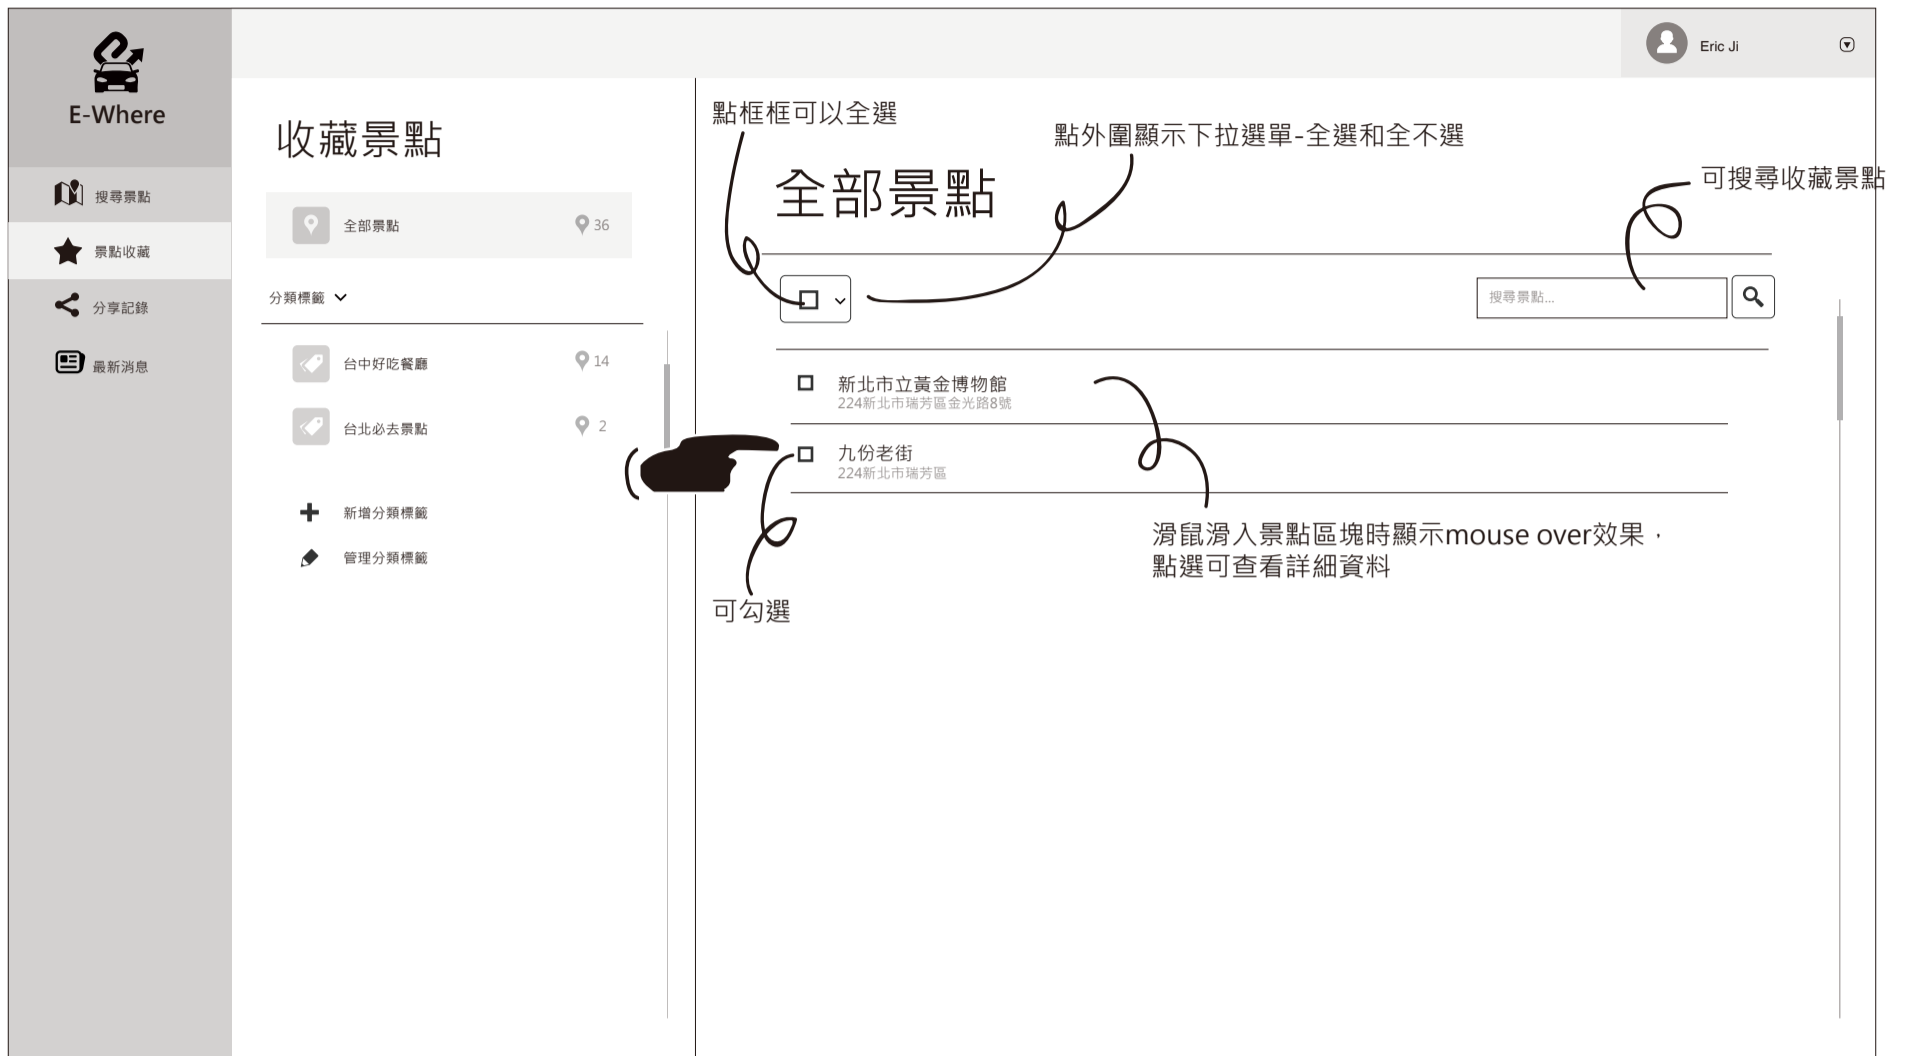 E-Where
Eric Ji
搜尋景點
景點收藏
分享記錄
最新消息
收藏景點
全部景點
36
分類標籤
台中好吃餐廳
14
台北必去景點
2
新增分類標籤
管理分類標籤
點框框可以全選
點外圍顯示下拉選單-全選和全不選
可搜尋收藏景點
全部景點
搜尋景點...
新北市立黃金博物館
224新北市瑞芳區金光路8號
九份老街
224新北市瑞芳區
滑鼠滑入景點區塊時顯示mouse over效果，
點選可查看詳細資料
可勾選